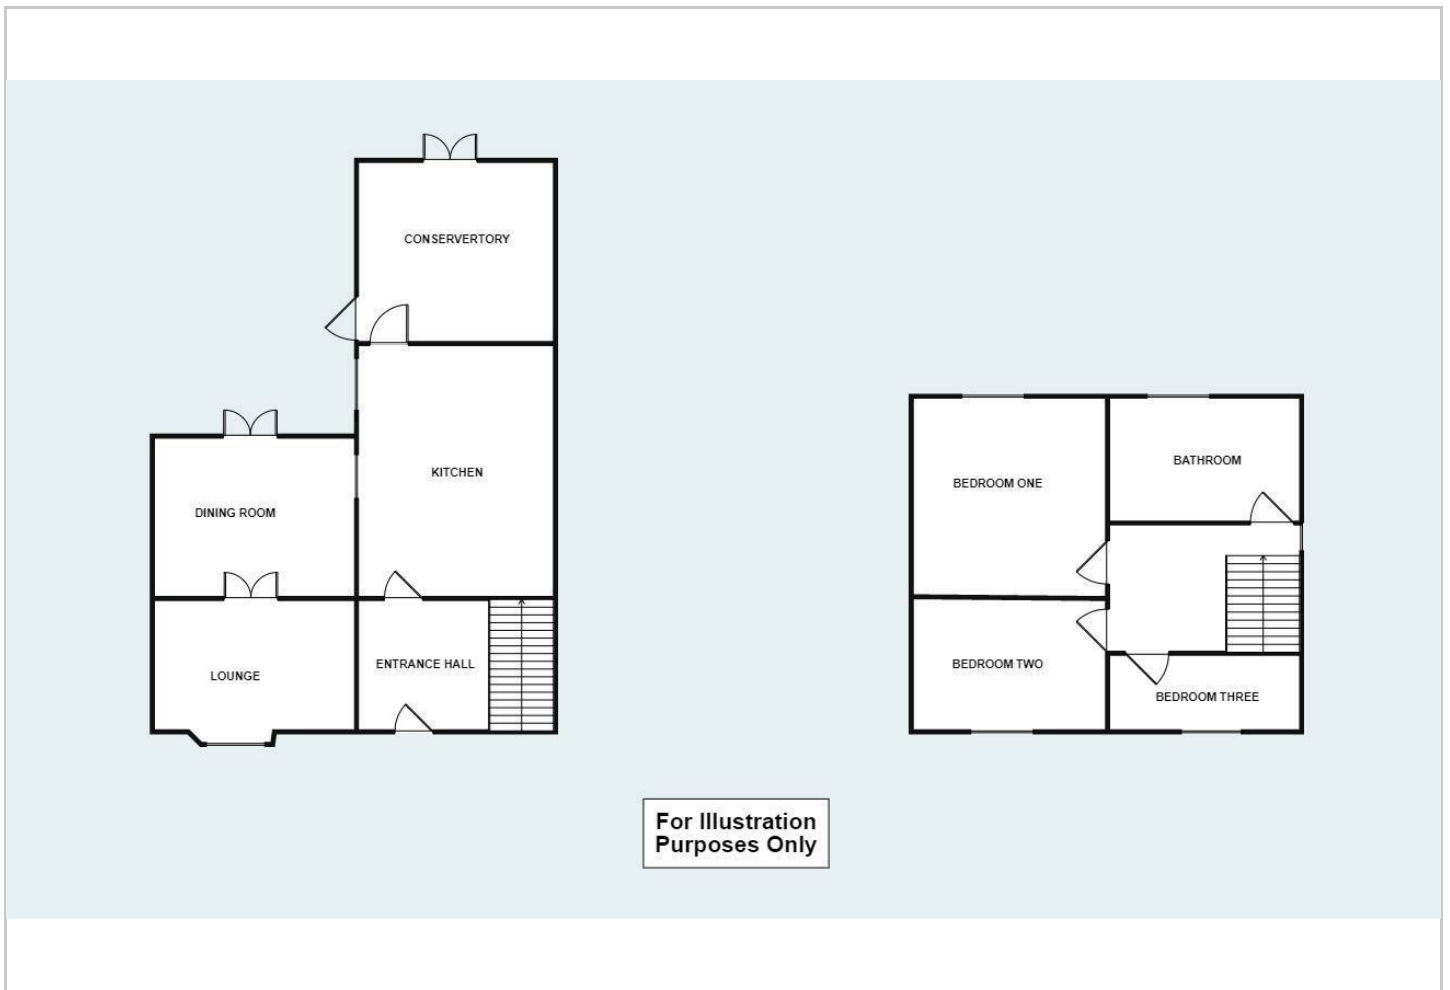 CONSERVERTORY
KITCHEN
DINING ROOM
ENTRANCE HALL
LOUNGE
BATHROOM
BEDROOM ONE
BEDROOM TWO
BEDROOM THREE
For Illustration
Purposes Only